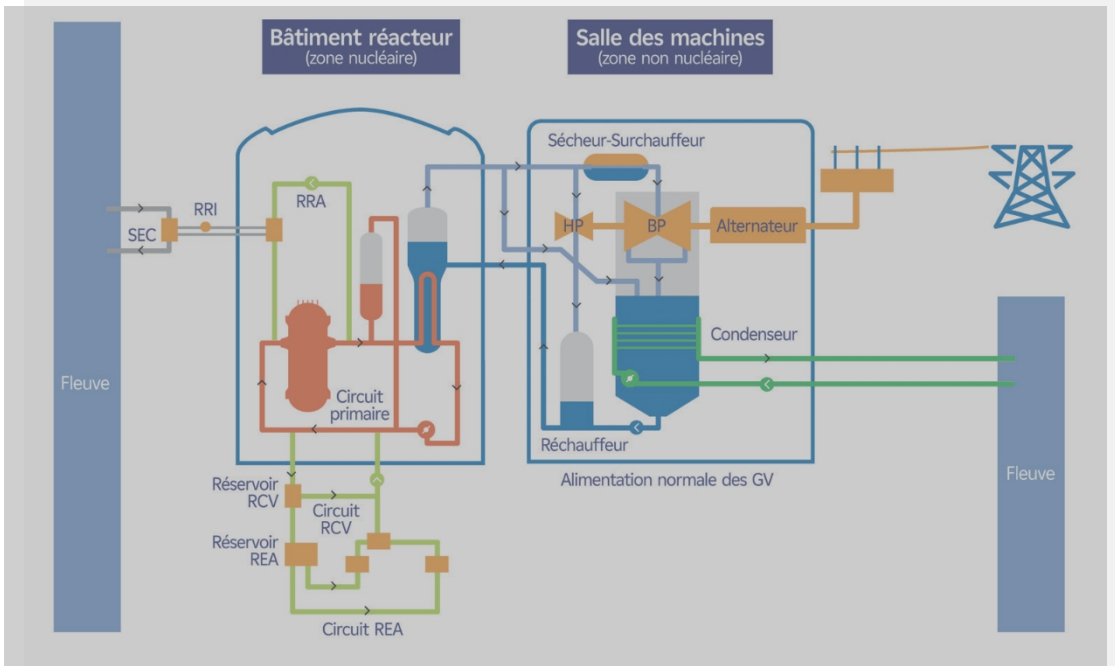 Bâtiment réacteur
(zone nucléaire)
Salle des machines
(zone non nucléaire)
Sécheur-Surchauffeur
RRI
RRA
SEC
HP
BP
Alternateur
Condenseur
Fleuve
Circuit
primaire
Réchauffeur
Fleuve
Alimentation normale des GV
Réservoir
RCV
Circuit
RCV
Réservoir
REA
Circuit REA